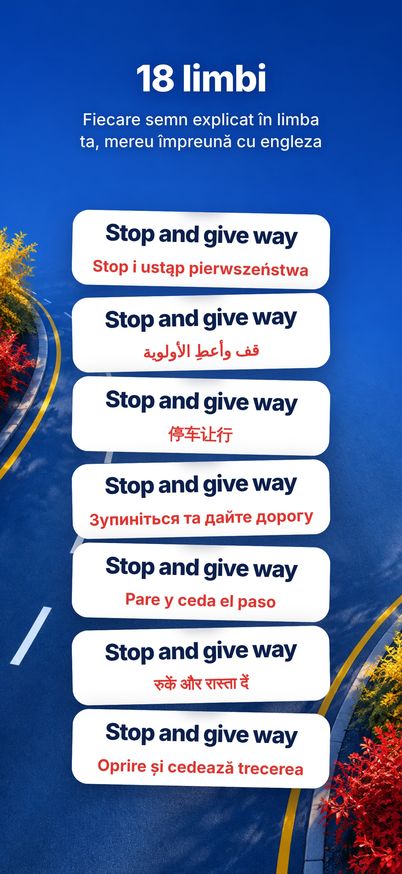 18 limbi
Fiecare semn explicat în limba
ta, mereu împreună cu engleza
Stop and give way
Stop i ustąp pierwszeństwa
Stop and give way
قف وأعطِ الأولوية
Stop and give way
停车让行
Stop and give way
Зупиніться та дайте дорогу
Stop and give way
Pare y ceda el paso
Stop and give way
रुकें और रास्ता दें
Stop and give way
Oprire și cedează trecerea